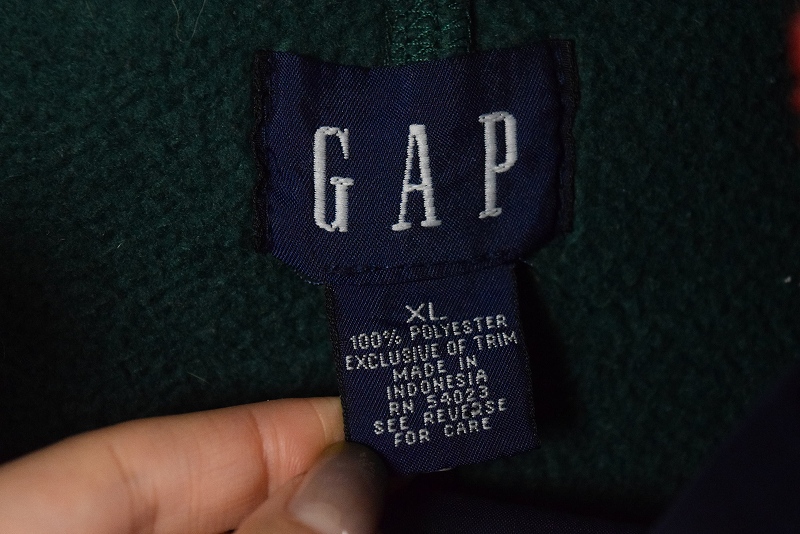 GAP
XL
100% POLYESTER
EXCLUSIVE OF TRIM
MADE IN
INDONESIA
RN 54023
SEE REVERSE
FOR CARE